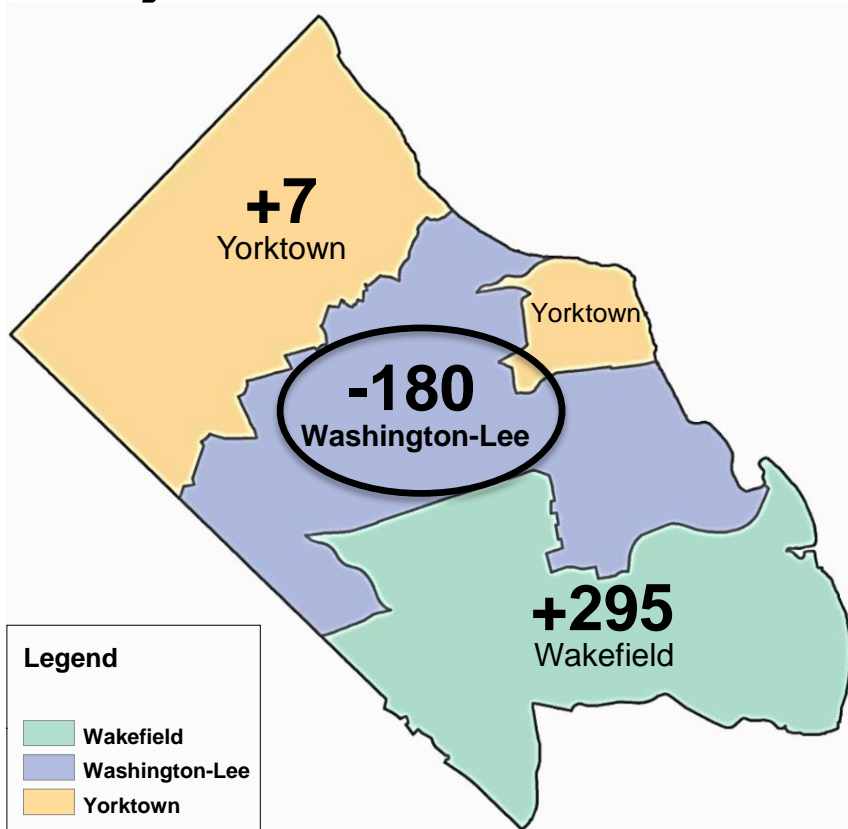 +7
Yorktown
Yorktown
-180
Washington-Lee
+295
Wakefield
Legend
Wakefield
Washington-Lee
Yorktown